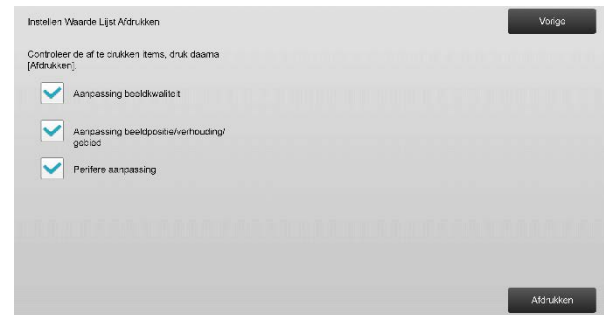 Instellen Waarde Lijst Afdrukken
Vorige
Controleer de af te drukken items, druk daarna
[Afdrukken].
Aanpassing beeldkwaliteit
Aanpassing beeldpositie/verhouding/
gebied
Perifere aanpassing
Afdrukken